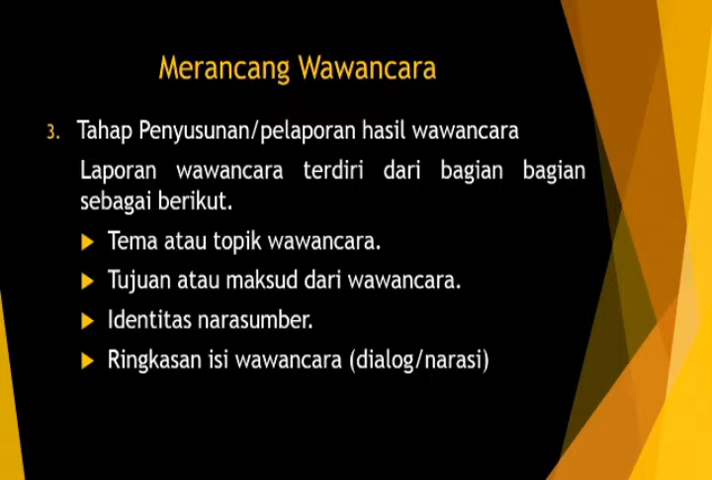 Merancang Wawancara
3. Tahap Penyusunan/pelaporan hasil wawancara
Laporan wawancara terdiri dari bagian bagian
sebagai berikut.
Tema atau topik wawancara.
Tujuan atau maksud dari wawancara.
Identitas narasumber.
Ringkasan isi wawancara (dialog/narasi)